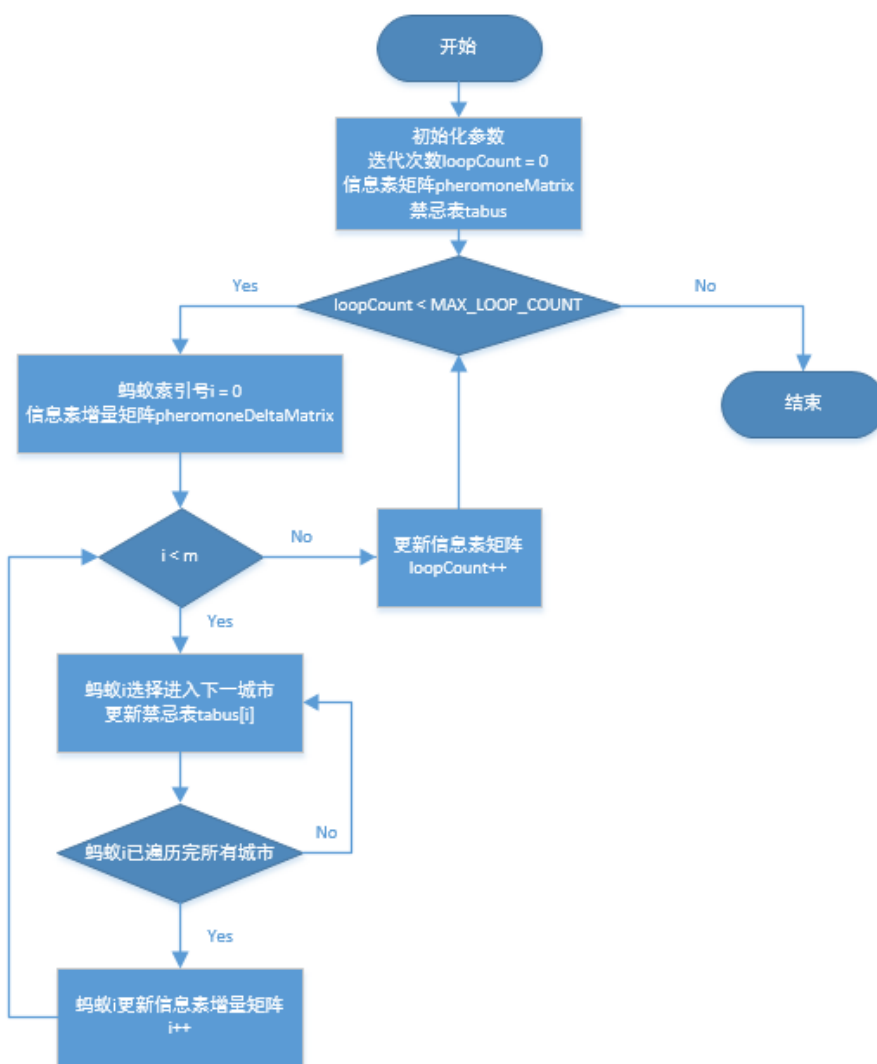 开始
初始化参数
迭代次数loopCount = 0
信息素矩阵pheromoneMatrix
禁忌表tabus
loopCount < MAX_LOOP_COUNT
Yes
No
蚂蚁索引号i = 0
信息素增量矩阵pheromoneDeltaMatrix
结束
i < m
No
更新信息素矩阵
loopCount++
Yes
蚂蚁i选择进入下一城市
更新禁忌表tabus[i]
蚂蚁i已遍历完所有城市
No
Yes
蚂蚁i更新信息素增量矩阵
i++